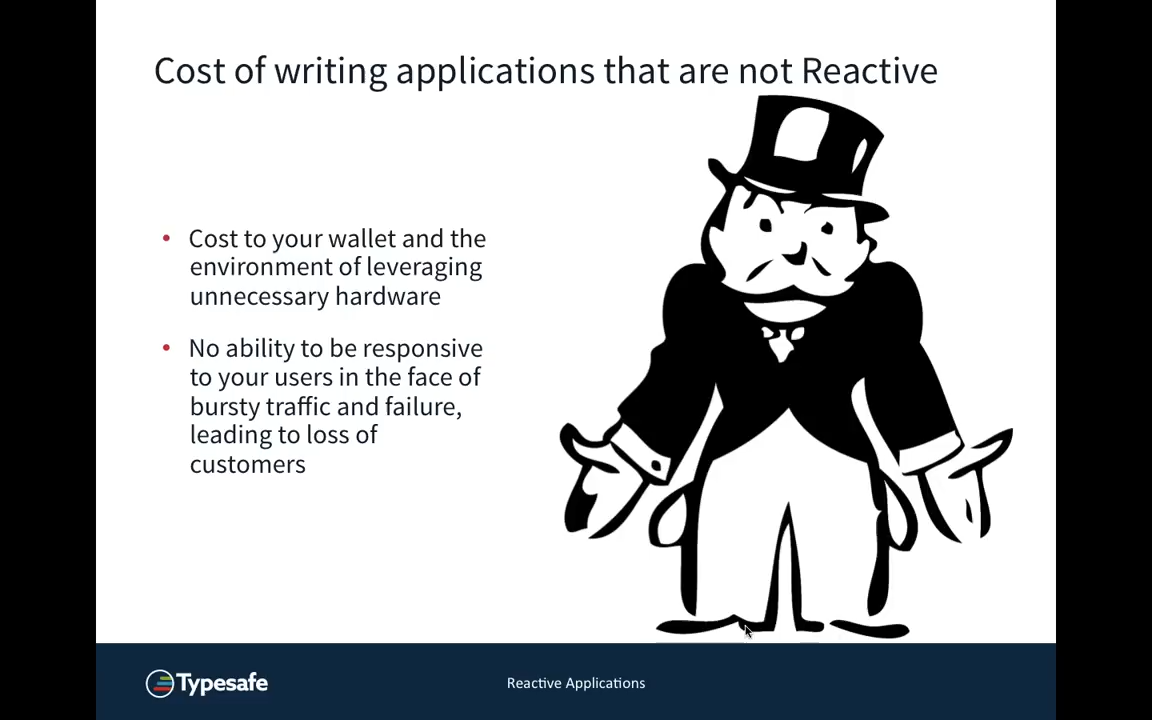 Cost of writing applications that are not Reactive
• Cost to your wallet and the
environment of leveraging
unnecessary hardware
• No ability to be responsive
to your users in the face of
bursty traffic and failure,
leading to loss of
customers
Typesafe
Reactive Applications